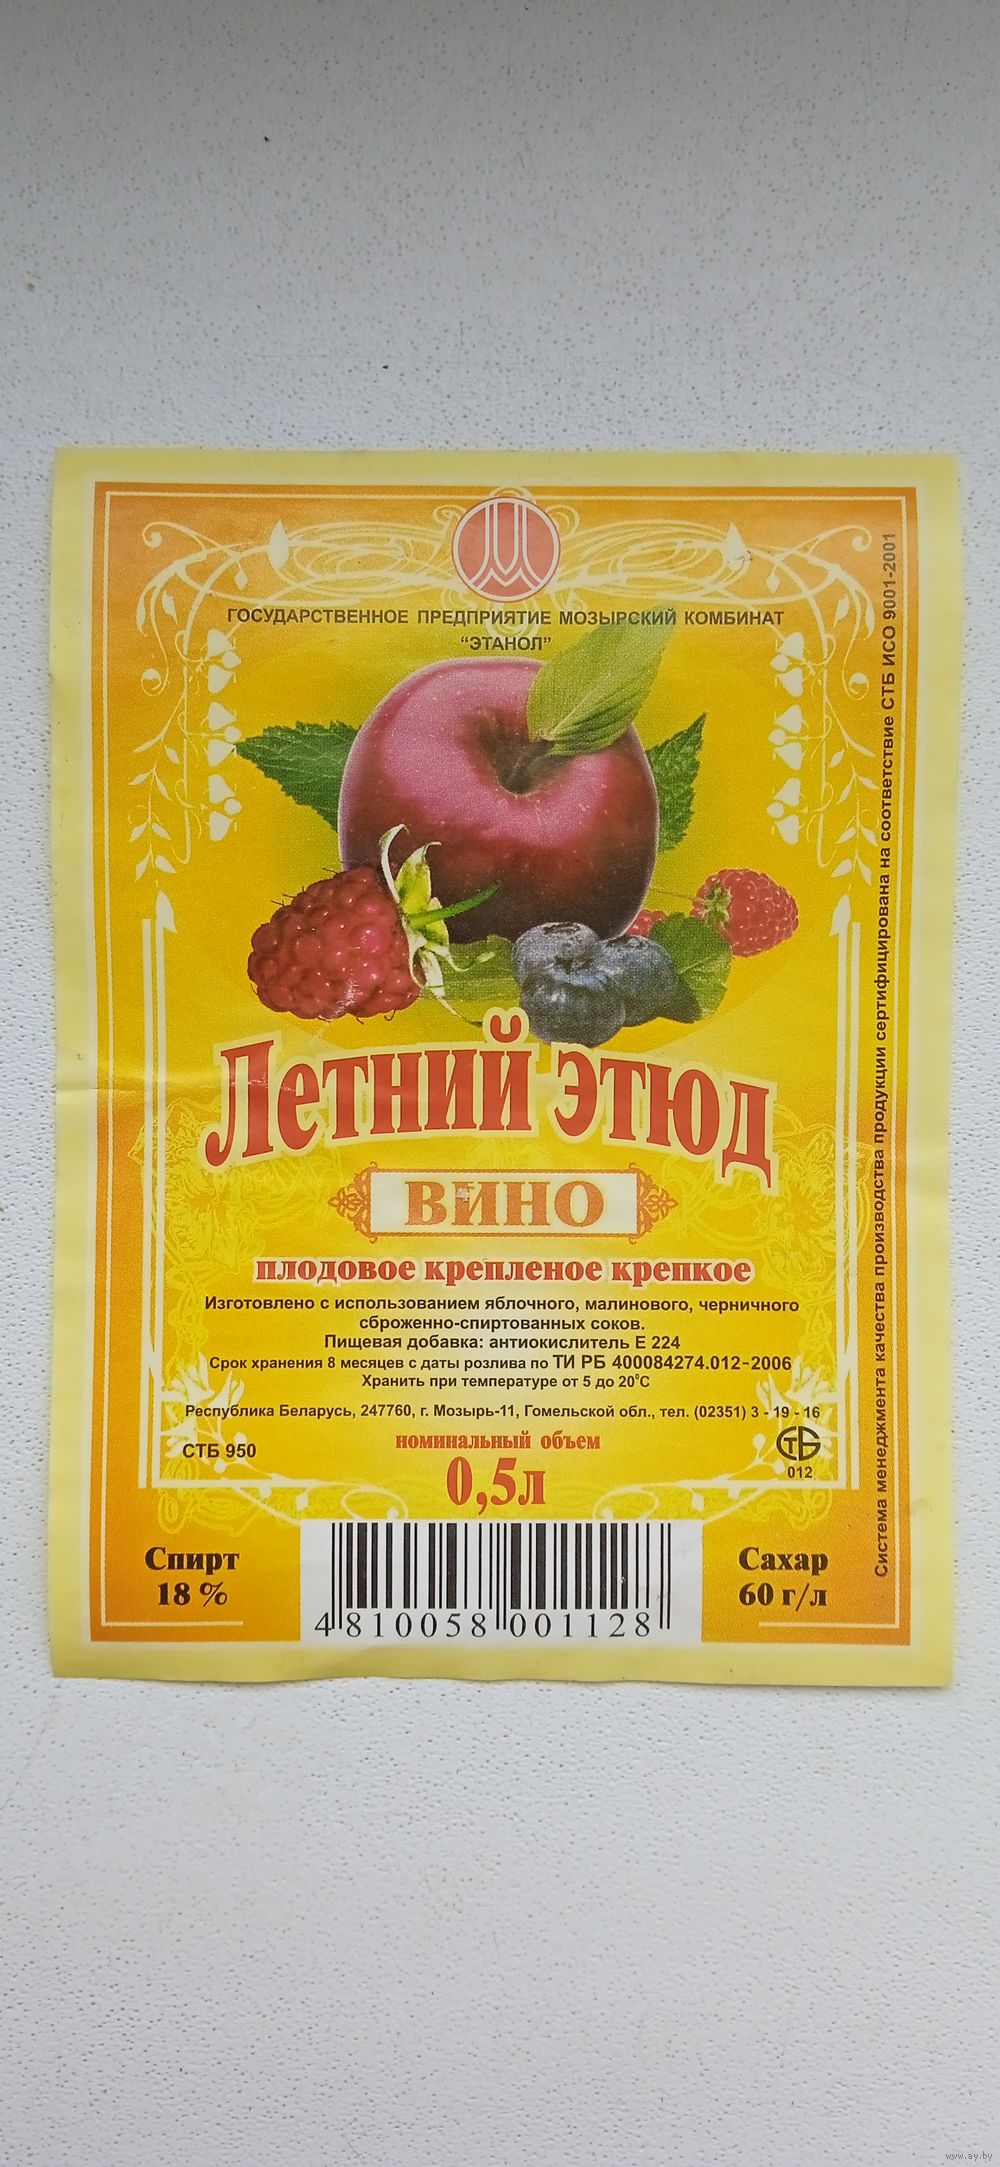 ГОСУДАРСТВЕННОЕ ПРЕДПРИЯТИЕ МОЗЫРСКИЙ КОМБИНАТ
“ЭТАНОЛ”
Летний этюд
ВИНО
плодовое крепленое крепкое
Изготовлено с использованием яблочного, малинового, черничного
сброженно-спиртованных соков.
Пищевая добавка: антиокислитель Е 224
Срок хранения 8 месяцев с даты розлива по ТИ РБ 400084274.012-2006
Хранить при температуре от 5 до 20°С
Республика Беларусь, 247760, г. Мозырь-11, Гомельской обл., тел. (02351) 3 - 19 - 16
СТБ 950
номинальный объем
0,5л
СТБ
012
Спирт
18 %
Сахар
60 г/л
4 810058 001128
Система менеджмента качества производства продукции сертифицирована на соответствие СТБ ИСО 9001-2001
www.ay.by